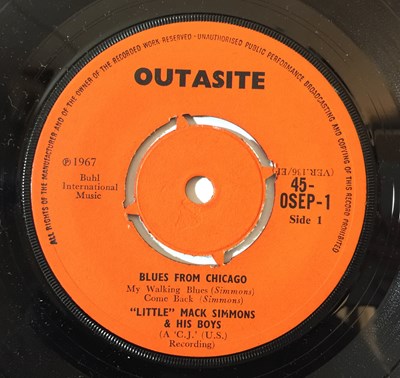 ALL RIGHTS OF THE MANUFACTURER AND OF THE OWNER OF THE RECORDED WORK RESERVED—UNAUTHORISED PUBLIC PERFORMANCE BROADCASTING AND COPYING OF THIS RECORD PROHIBITED
OUTASITE
℗ 1967
Buhl
International
Music
45-
OSEP-1
Side 1
BLUES FROM CHICAGO
My Walking Blues (Simmons)
Come Back (Simmons)
"LITTLE" MACK SIMMONS
& HIS BOYS
(A 'C.J.' (U.S.)
Recording)